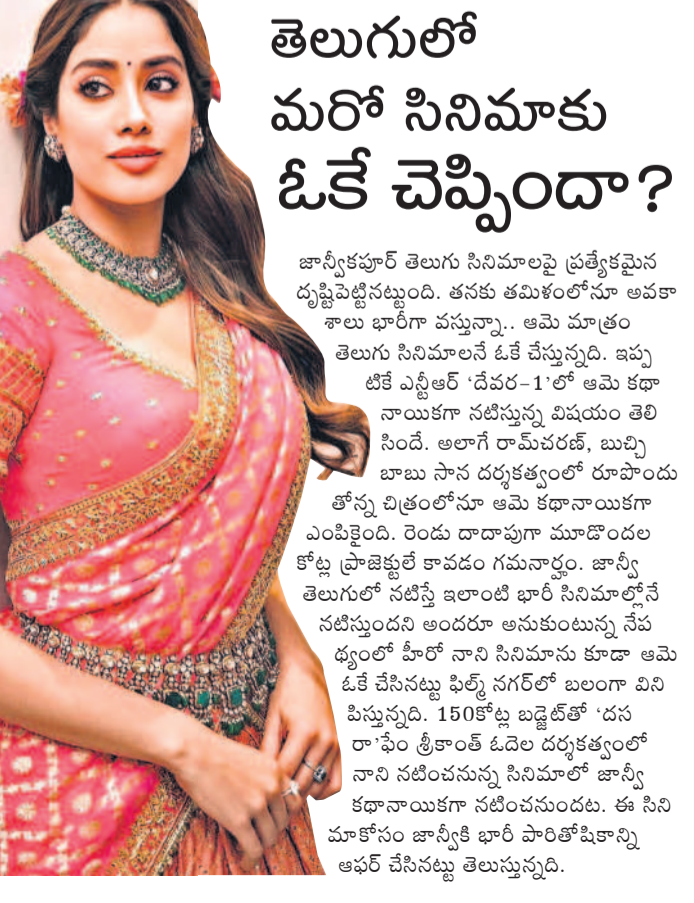 తెలుగులో
మరో సినిమాకు
ఓకే చెప్పిందా?
జాన్వీకపూర్ తెలుగు సినిమాలపై ప్రత్యేకమైన
దృష్టిపెట్టినట్టుంది. తనకు తమిళంలోనూ అవకా
శాలు భారీగా వస్తున్నా.. ఆమె మాత్రం
తెలుగు సినిమాలనే ఓకే చేస్తున్నది. ఇప్ప
టికే ఎన్టీఆర్ ‘దేవర-1’లో ఆమె కథా
నాయికగా నటిస్తున్న విషయం తెలి
సిందే. అలాగే రామ్‌చరణ్, బుచ్చి
బాబు సాన దర్శకత్వంలో రూపొందు
తోన్న చిత్రంలోనూ ఆమె కథానాయికగా
ఎంపికైంది. రెండు దాదాపుగా మూడొందల
కోట్ల ప్రాజెక్టులే కావడం గమనార్హం. జాన్వీ
తెలుగులో నటిస్తే ఇలాంటి భారీ సినిమాల్లోనే
నటిస్తుందని అందరూ అనుకుంటున్న నేప
థ్యంలో హీరో నాని సినిమాను కూడా ఆమె
ఓకే చేసినట్టు ఫిల్మ్ నగర్‌లో బలంగా విని
పిస్తున్నది. 150కోట్ల బడ్జెట్‌తో ‘దస
రా’ఫేం శ్రీకాంత్ ఓదెల దర్శకత్వంలో
నాని నటించనున్న సినిమాలో జాన్వీ
కథానాయికగా నటించనుందట. ఈ సిని
మాకోసం జాన్వీకి భారీ పారితోషికాన్ని
ఆఫర్ చేసినట్టు తెలుస్తున్నది.